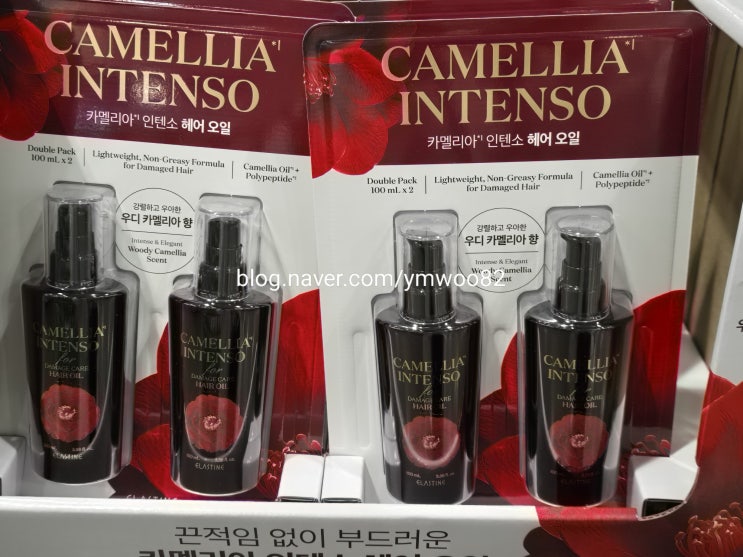 CAMELLIA*¹
INTENSO
카멜리아*¹ 인텐소 헤어 오일
Double Pack
100 mL x 2
Lightweight, Non-Greasy Formula
for Damaged Hair
Camellia Oil*¹ +
Polypeptide*²
강렬하고 우아한
우디 카멜리아 향
Intense & Elegant
Woody Camellia
Scent
CAMELLIA*
INTENSO
for
DAMAGE CARE
HAIR OIL
ELASTINE
CAMELLIA*
INTENSO
for
DAMAGE CARE
HAIR OIL
ELASTINE
ELASTINE
CAMELLIA*¹
INTENSO
카멜리아*¹ 인텐소 헤어 오일
Double Pack
100 mL x 2
Lightweight, Non-Greasy Formula
for Damaged Hair
Camellia Oil*¹ +
Polypeptide*²
강렬하고 우아한
우디 카멜리아 향
Intense & Elegant
Woody Camellia
Scent
CAMELLIA*
INTENSO
for
DAMAGE CARE
HAIR OIL
ELASTINE
CAMELLIA*
INTENSO
for
DAMAGE CARE
HAIR OIL
ELASTINE
blog.naver.com/ymwoo82
끈적임 없이 부드러운